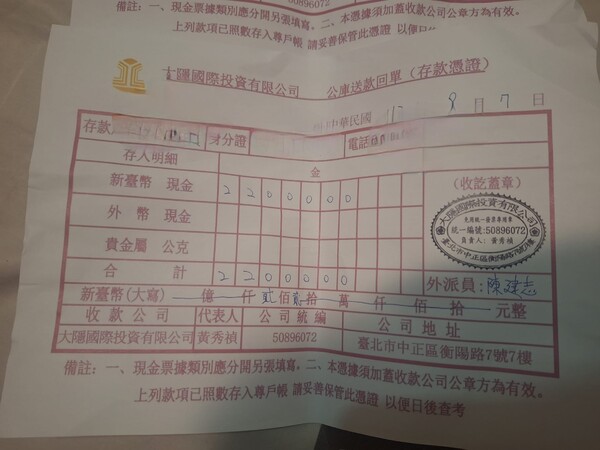 50896072
備註：一、現金票據類別應分開另張填寫，二、本憑據須加蓋收款公司公章方為有效。
上列款項已照數存入尊戶帳 請妥善保管此憑證 以便日
大隱國際投資有限公司 公庫送款回單（存款憑證）
中華民國 8 月 7 日
存款 身分證 電話
存入明細 金
新臺幣 現金 2 2 0 0 0 0 0
外幣 現金
貴金屬 公克
合計 2 2 0 0 0 0 0
（收訖蓋章）
大隱國際投資有限公司
統一編號:50896072
負責人：黃秀禎
臺北市中正區衡陽路7號7樓
外派員：陳建志
新臺幣(大寫) 億 仟 貳 佰 貳 拾 萬 仟 佰 拾 元整
收款公司 代表人 公司統編 公司地址
大隱國際投資有限公司 黃秀禎 50896072 臺北市中正區衡陽路7號7樓
備註：一、現金票據類別應分開另張填寫，二、本憑據須加蓋收款公司公章方為有效。
上列款項已照數存入尊戶帳 請妥善保管此憑證 以便日後查考